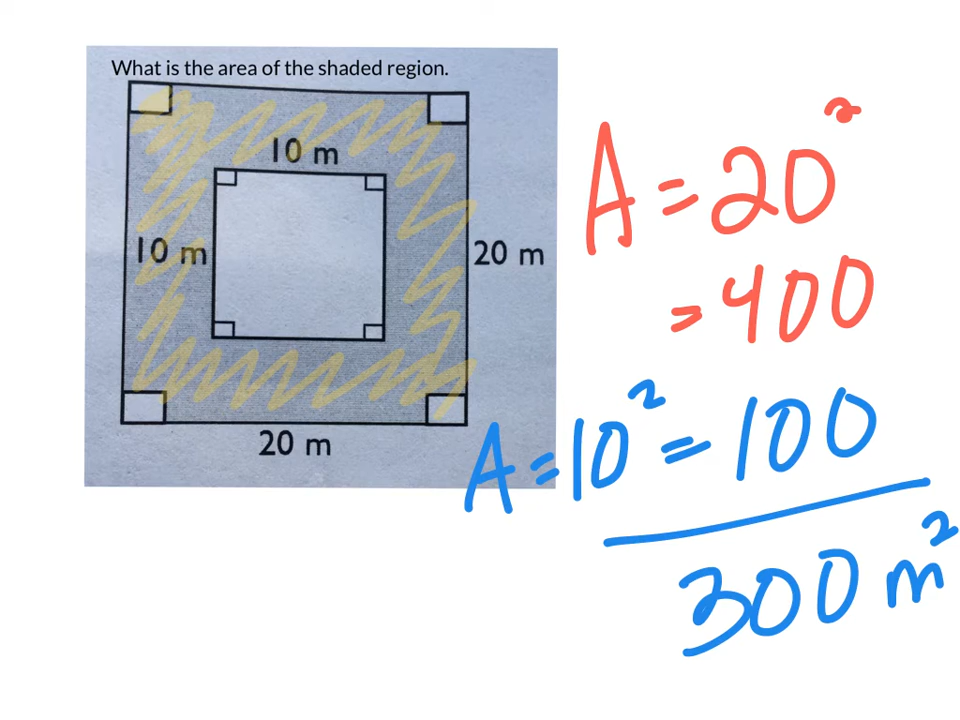 What is the area of the shaded region.
10 m
10 m
20 m
20 m
A = 20²
= 400
A = 10² = 100
300 m²